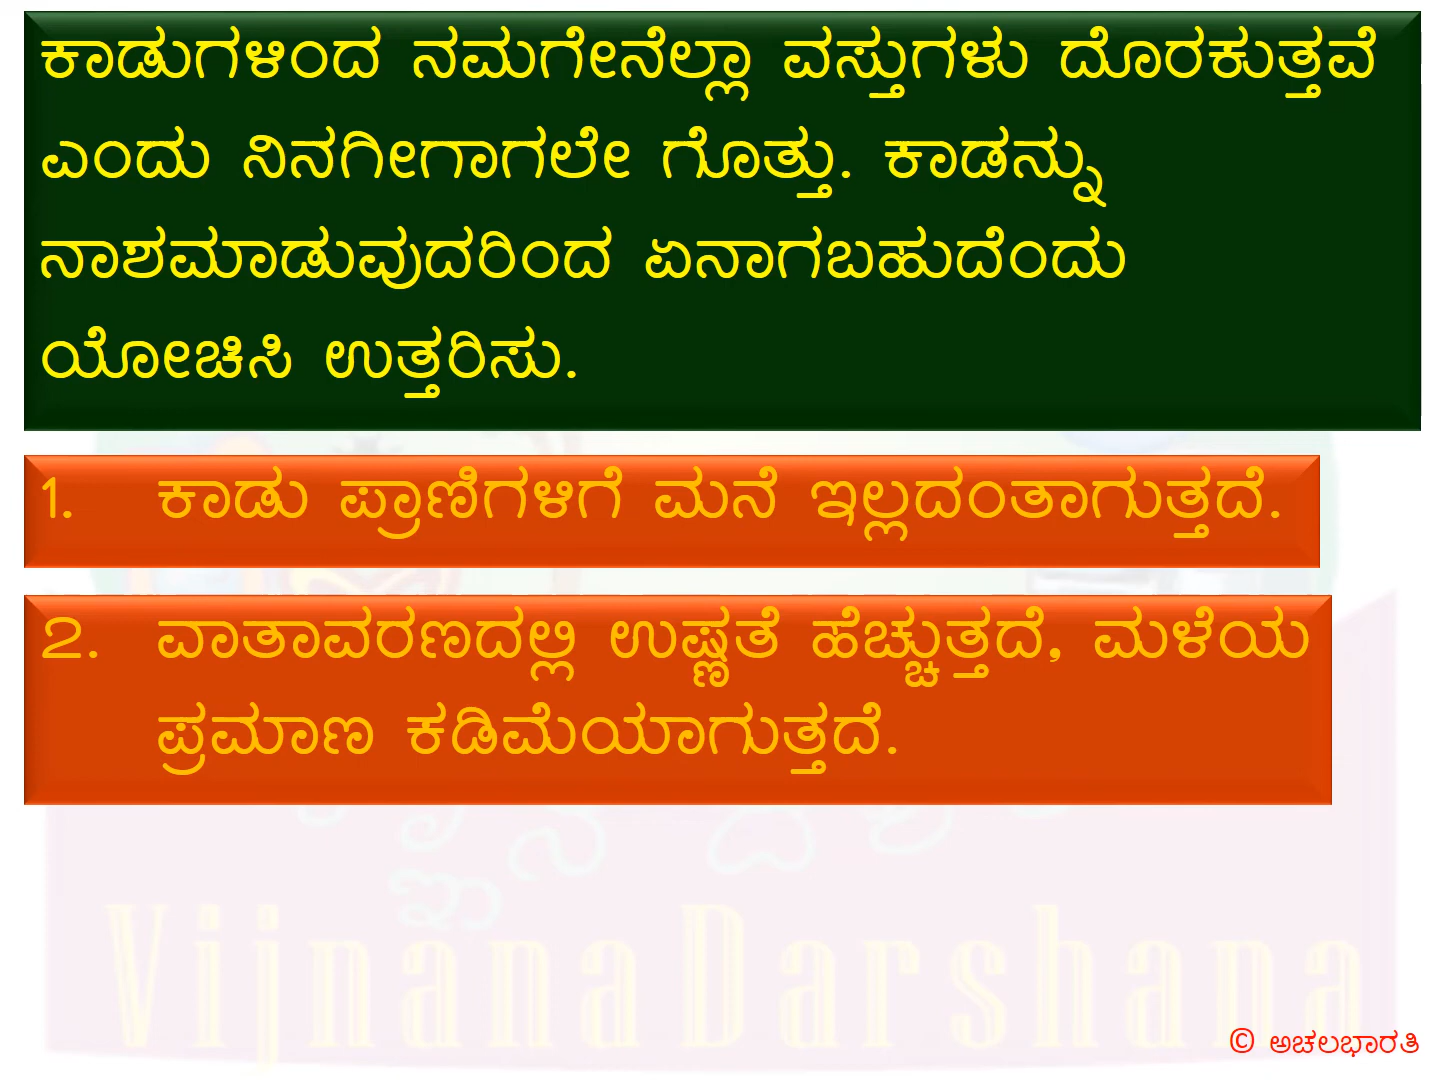 ಕಾಡುಗಳಿಂದ ನಮಗೇನೆಲ್ಲಾ ವಸ್ತುಗಳು ದೊರಕುತ್ತವೆ
ಎಂದು ನಿನಗೀಗಾಗಲೇ ಗೊತ್ತು. ಕಾಡನ್ನು
ನಾಶಮಾಡುವುದರಿಂದ ಏನಾಗಬಹುದೆಂದು
ಯೋಚಿಸಿ ಉತ್ತರಿಸು.
1. ಕಾಡು ಪ್ರಾಣಿಗಳಿಗೆ ಮನೆ ಇಲ್ಲದಂತಾಗುತ್ತದೆ.
2. ವಾತಾವರಣದಲ್ಲಿ ಉಷ್ಣತೆ ಹೆಚ್ಚುತ್ತದೆ, ಮಳೆಯ
ಪ್ರಮಾಣ ಕಡಿಮೆಯಾಗುತ್ತದೆ.
Vijnana Darshana
© ಅಚಲಭಾರತಿ